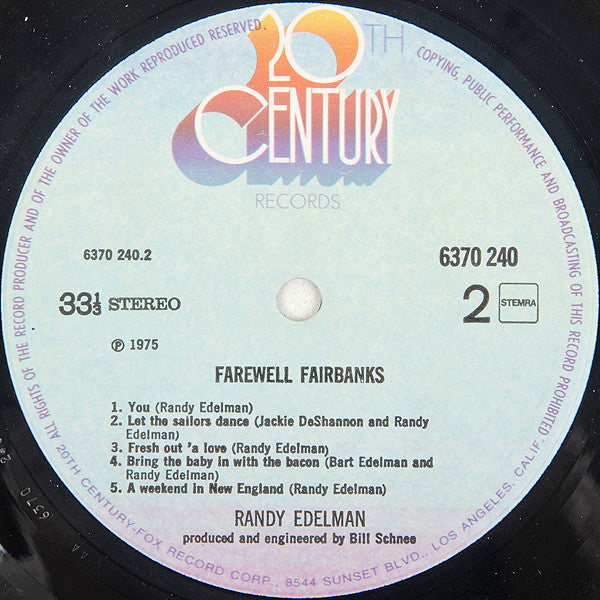 20TH
CENTURY
RECORDS
ALL RIGHTS OF THE RECORD PRODUCER AND OF THE OWNER OF THE WORK REPRODUCED RESERVED.
COPYING, PUBLIC PERFORMANCE AND BROADCASTING OF THIS RECORD PROHIBITED.
6370 240.2
6370 240
33⅓ STEREO
2 STEMRA
℗ 1975
FAREWELL FAIRBANKS
1. You (Randy Edelman)
2. Let the sailors dance (Jackie DeShannon and Randy
Edelman)
3. Fresh out 'a love (Randy Edelman)
4. Bring the baby in with the bacon (Bart Edelman and
Randy Edelman)
5. A weekend in New England (Randy Edelman)
RANDY EDELMAN
produced and engineered by Bill Schnee
20TH CENTURY-FOX RECORD CORP., 8544 SUNSET BLVD., LOS ANGELES, CALIF.
6370